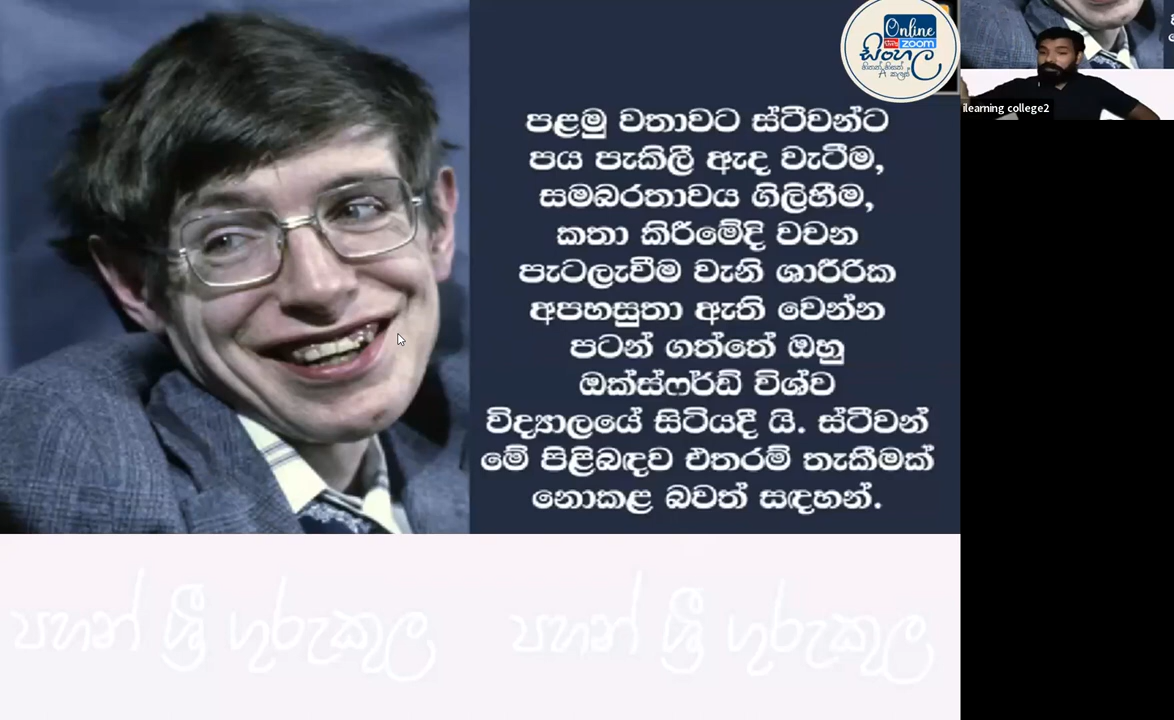 Online
zoom
සිංහල
ilearning college2
පළමු වතාවට ස්ටීවන්ට
පය පැකිලී ඇද වැටීම,
සමබරතාවය ගිලිහීම,
කතා කිරීමේදි වචන
පැටලැවීම වැනි ශාරීරික
අපහසුතා ඇති වෙන්න
පටන් ගත්තේ ඔහු
ඔක්ස්ෆර්ඩ් විශ්ව
විද්‍යාලයේ සිටියදී යි. ස්ටීවන්
මේ පිළිබඳව එතරම් තැකීමක්
නොකළ බවත් සඳහන්.
පහන් ශ්‍රී ගුරුකුල පහන් ශ්‍රී ගුරුකුල